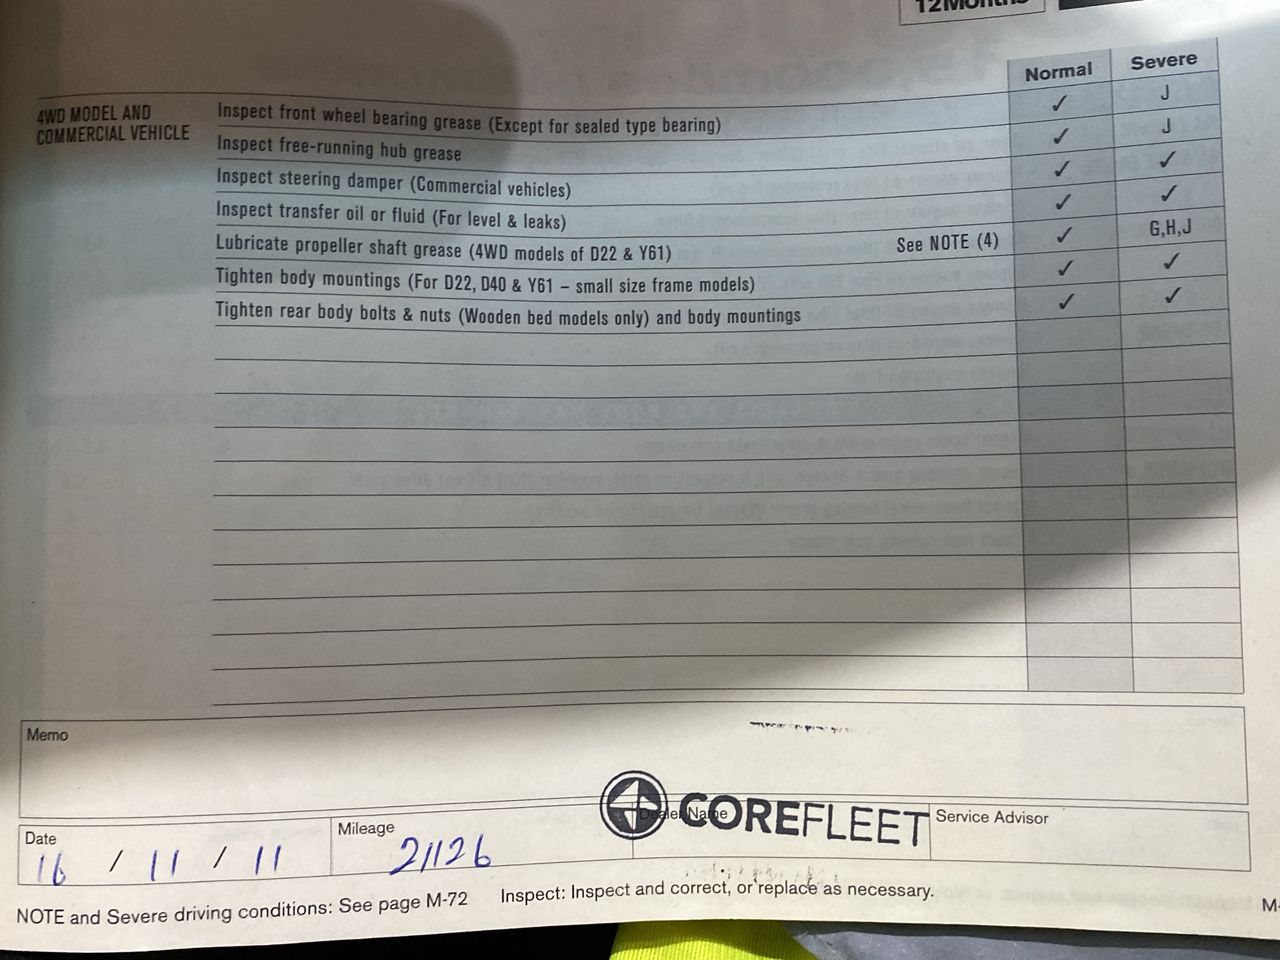 12Months
Normal Severe
4WD MODEL AND
COMMERCIAL VEHICLE
Inspect front wheel bearing grease (Except for sealed type bearing) ✓ J
Inspect free-running hub grease ✓ J
Inspect steering damper (Commercial vehicles) ✓ ✓
Inspect transfer oil or fluid (For level & leaks) ✓ ✓
Lubricate propeller shaft grease (4WD models of D22 & Y61) See NOTE (4) ✓ G,H,J
Tighten body mountings (For D22, D40 & Y61 – small size frame models) ✓ ✓
Tighten rear body bolts & nuts (Wooden bed models only) and body mountings ✓ ✓
Memo
Date Mileage Dealer Name Service Advisor
COREFLEET
16 / 11 / 11 21126
NOTE and Severe driving conditions: See page M-72 Inspect: Inspect and correct, or replace as necessary.
M-